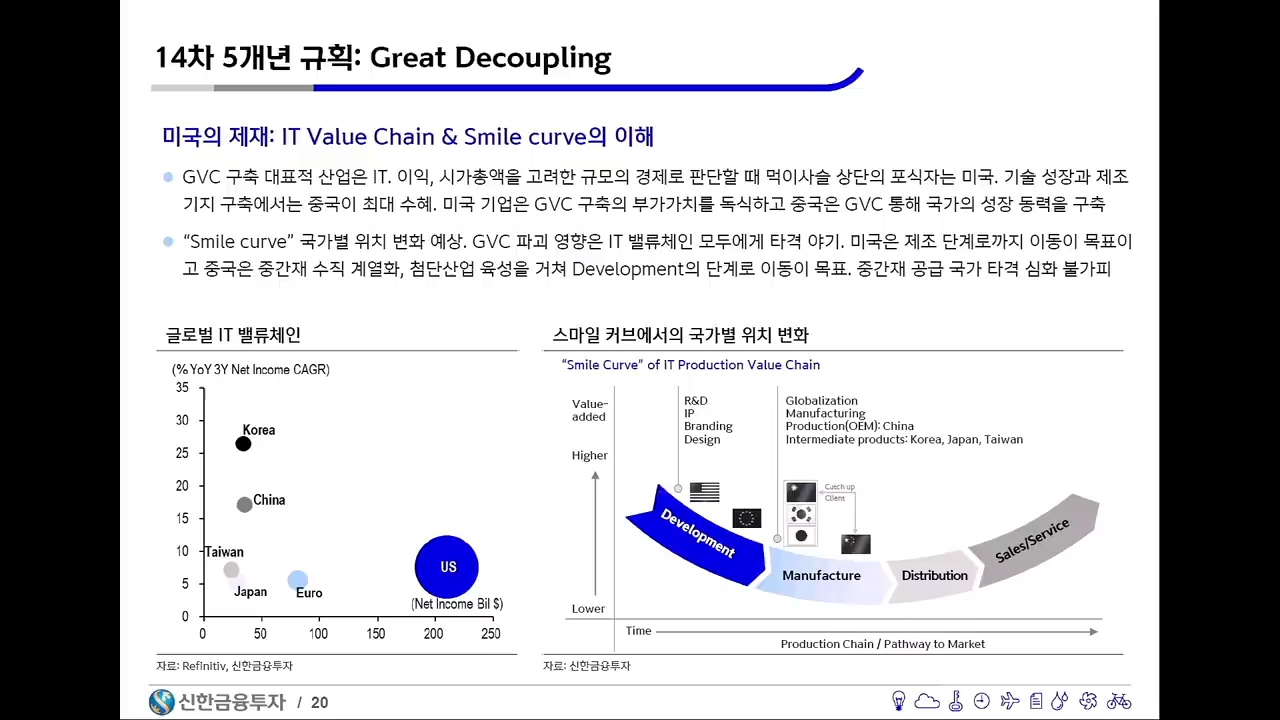 14차 5개년 규획: Great Decoupling
미국의 제재: IT Value Chain & Smile curve의 이해
GVC 구축 대표적 산업은 IT. 이익, 시가총액을 고려한 규모의 경제로 판단할 때 먹이사슬 상단의 포식자는 미국. 기술 성장과 제조
기지 구축에서는 중국이 최대 수혜. 미국 기업은 GVC 구축의 부가가치를 독식하고 중국은 GVC 통해 국가의 성장 동력을 구축
“Smile curve” 국가별 위치 변화 예상. GVC 파괴 영향은 IT 밸류체인 모두에게 타격 야기. 미국은 제조 단계로까지 이동이 목표이
고 중국은 중간재 수직 계열화, 첨단산업 육성을 거쳐 Development의 단계로 이동이 목표. 중간재 공급 국가 타격 심화 불가피
글로벌 IT 밸류체인
(% YoY 3Y Net Income CAGR)
35
30
25
20
15
10
5
0
0 50 100 150 200 250
Korea
China
Taiwan
Japan
Euro
US
(Net Income Bil $)
자료: Refinitiv, 신한금융투자
스마일 커브에서의 국가별 위치 변화
“Smile Curve” of IT Production Value Chain
Value-
added
Higher
Lower
R&D
IP
Branding
Design
Globalization
Manufacturing
Production(OEM): China
Intermediate products: Korea, Japan, Taiwan
Catch up
Client
Development
Manufacture
Distribution
Sales/Service
Time
Production Chain / Pathway to Market
자료: 신한금융투자
신한금융투자 / 20